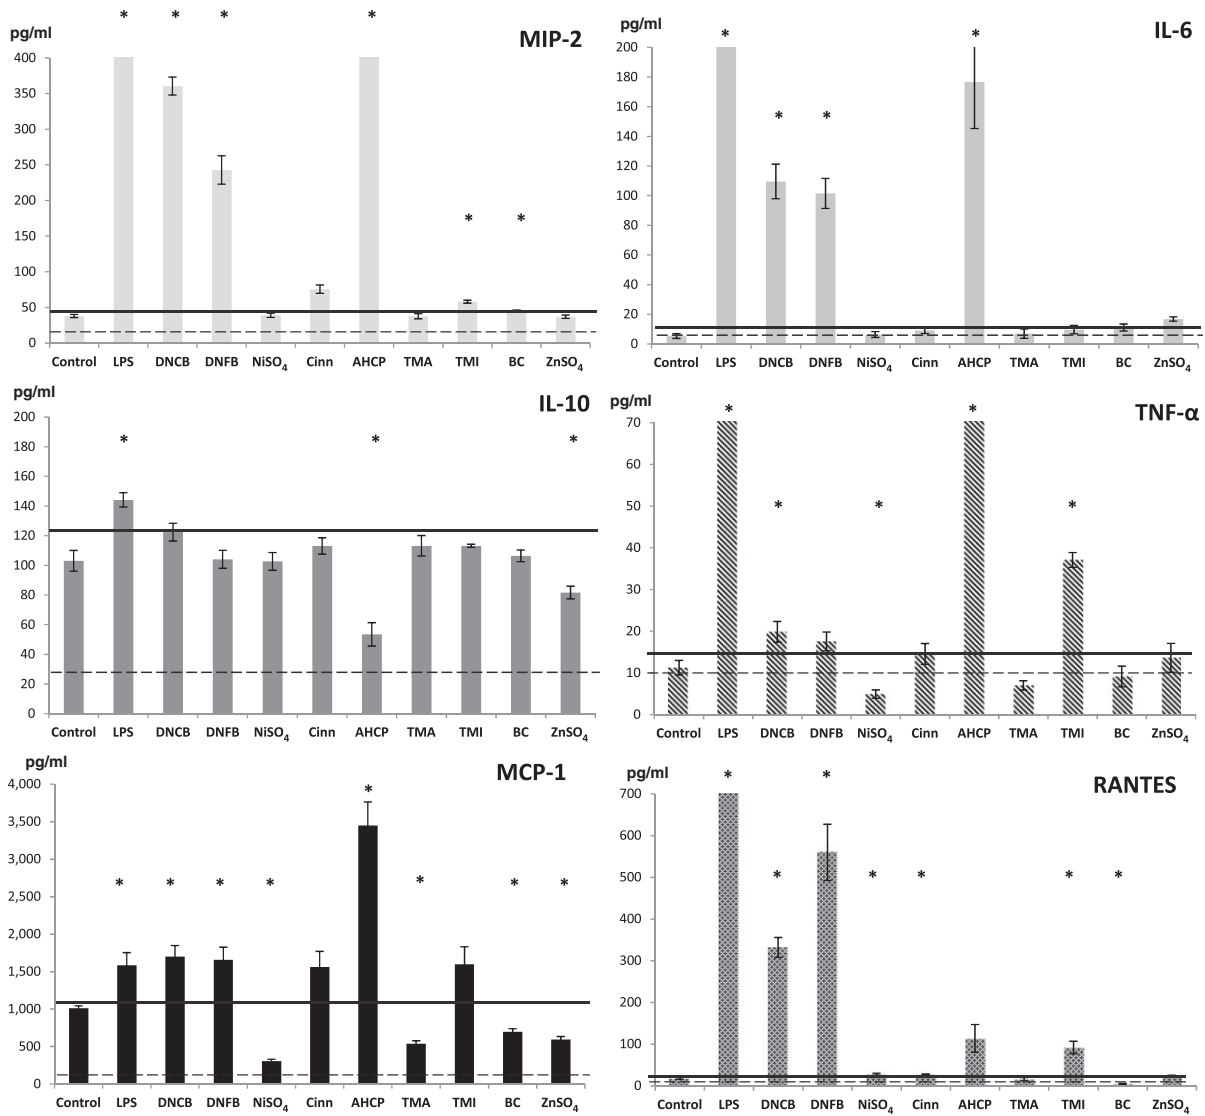 pg/ml
MIP-2
* * * * * *
400
350
300
250
200
150
100
50
0
Control LPS DNCB DNFB NiSO4 Cinn AHCP TMA TMI BC ZnSO4
IL-6
* * * *
200
180
160
140
120
100
80
60
40
20
0
Control LPS DNCB DNFB NiSO4 Cinn AHCP TMA TMI BC ZnSO4
pg/ml
IL-10
* * *
200
180
160
140
120
100
80
60
40
20
0
Control LPS DNCB DNFB NiSO4 Cinn AHCP TMA TMI BC ZnSO4
pg/ml
TNF-α
* * * * *
70
60
50
40
30
20
10
0
Control LPS DNCB DNFB NiSO4 Cinn AHCP TMA TMI BC ZnSO4
pg/ml
MCP-1
* * * * * * * *
4,000
3,500
3,000
2,500
2,000
1,500
1,000
500
0
Control LPS DNCB DNFB NiSO4 Cinn AHCP TMA TMI BC ZnSO4
pg/ml
RANTES
* * * * * * *
700
600
500
400
300
200
100
0
Control LPS DNCB DNFB NiSO4 Cinn AHCP TMA TMI BC ZnSO4